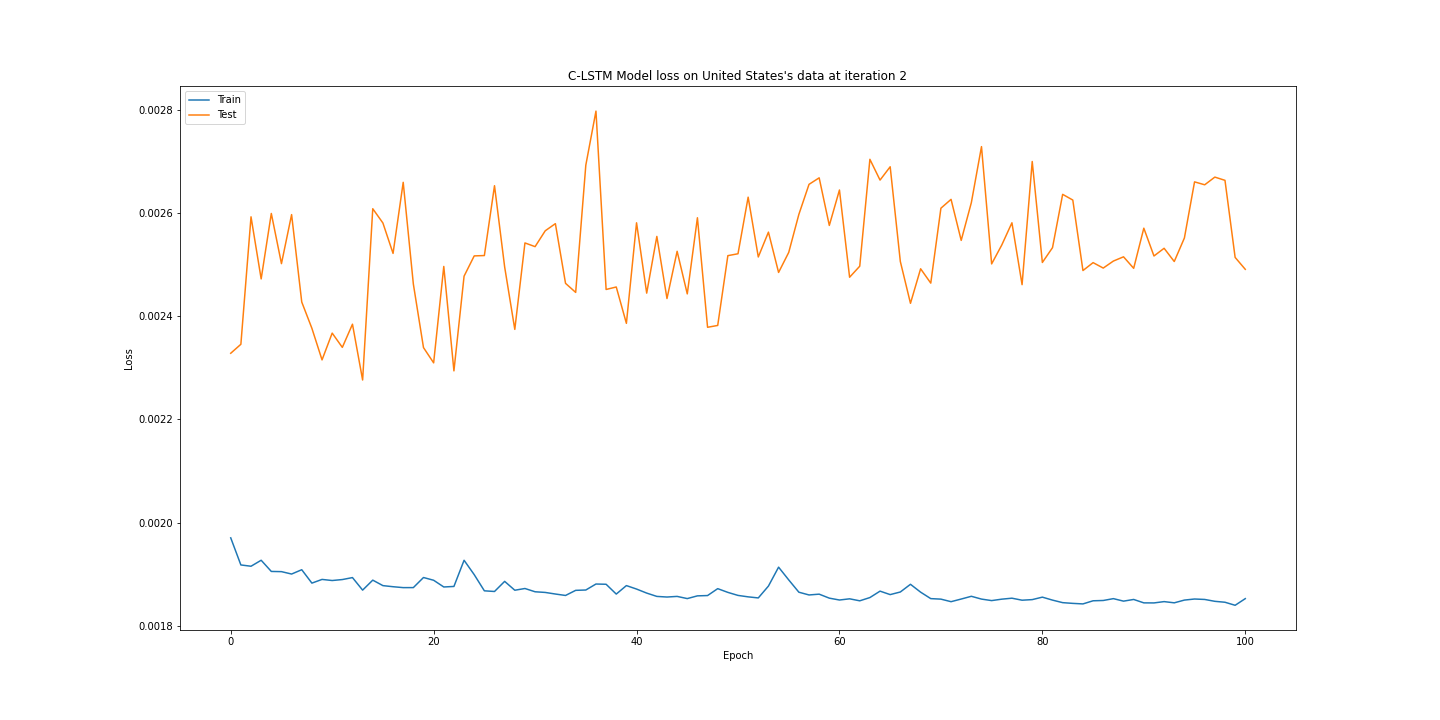 C-LSTM Model loss on United States's data at iteration 2
Train
Test
0.0028
0.0026
0.0024
0.0022
0.0020
0.0018
Loss
0 20 40 60 80 100
Epoch